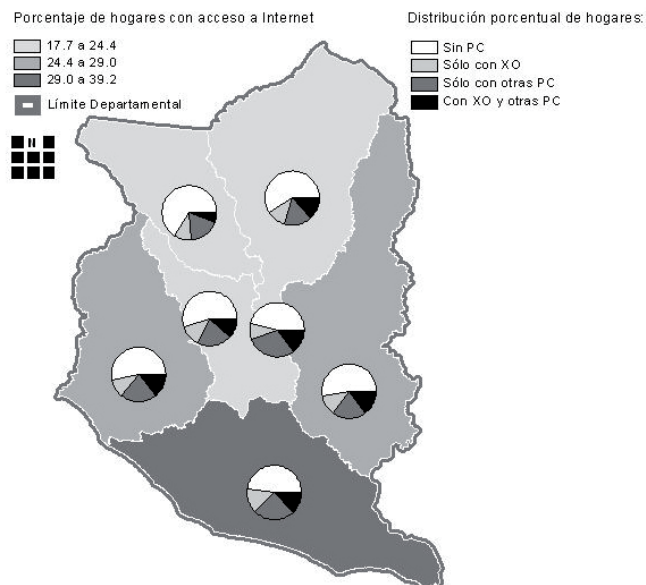 Porcentaje de hogares con acceso a Internet
17.7 a 24.4
24.4 a 29.0
29.0 a 39.2
Límite Departamental
N
Distribución porcentual de hogares:
Sin PC
Sólo con XO
Sólo con otras PC
Con XO y otras PC